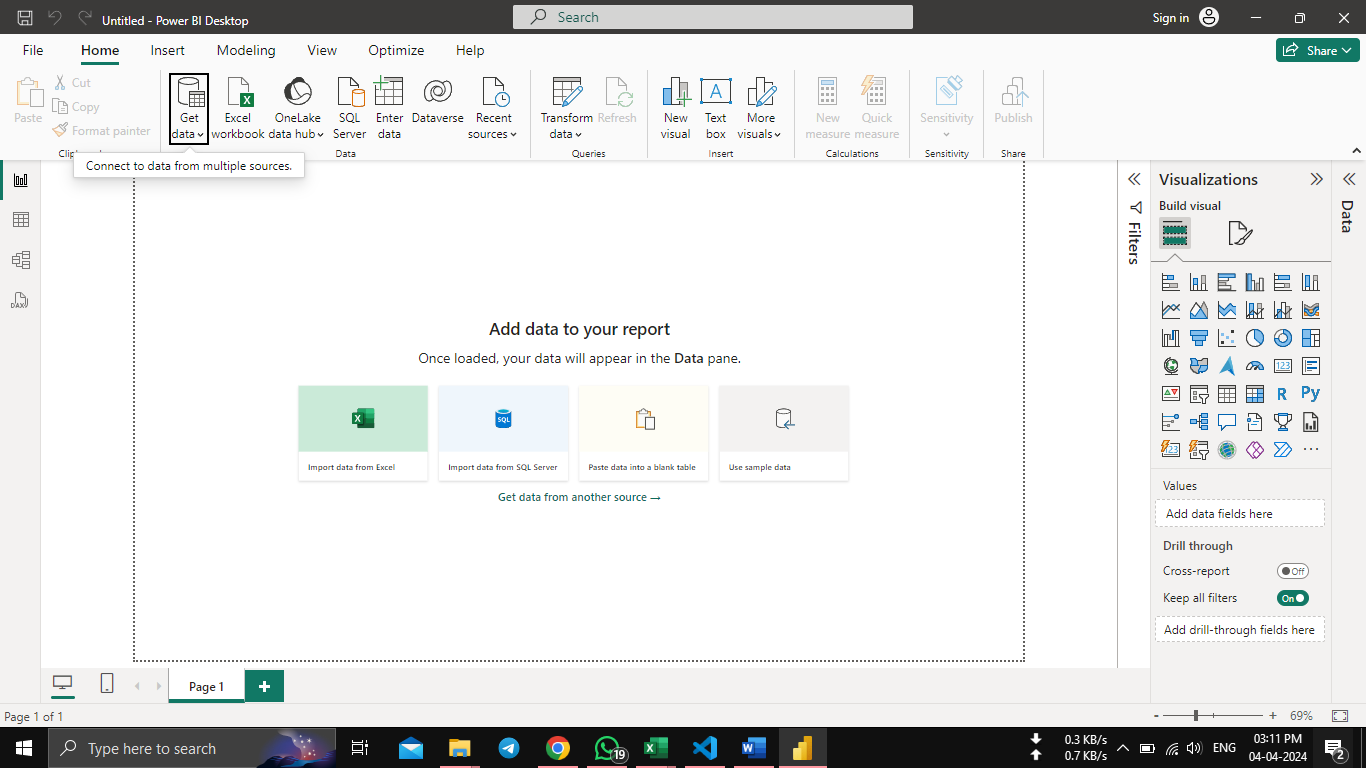 Untitled - Power BI Desktop
Search
Sign in
File Home Insert Modeling View Optimize Help
Share
Paste
Cut
Copy
Format painter
Get data
Excel workbook
OneLake data hub
SQL Server
Enter data
Dataverse
Recent sources
Transform data
Refresh
New visual
Text box
More visuals
New measure
Quick measure
Sensitivity
Publish
Data
Queries
Insert
Calculations
Sensitivity
Share
Connect to data from multiple sources.
Filters
Visualizations
Build visual
Data
Add data to your report
Once loaded, your data will appear in the Data pane.
SQL
Import data from Excel
Import data from SQL Server
Paste data into a blank table
Use sample data
Get data from another source →
123
R
Py
123
Values
Add data fields here
Drill through
Cross-report
Off
Keep all filters
On
Add drill-through fields here
DAX
Page 1
Page 1 of 1
- + 69%
Type here to search
19
0.3 KB/s
0.7 KB/s
ENG
03:11 PM
04-04-2024
2